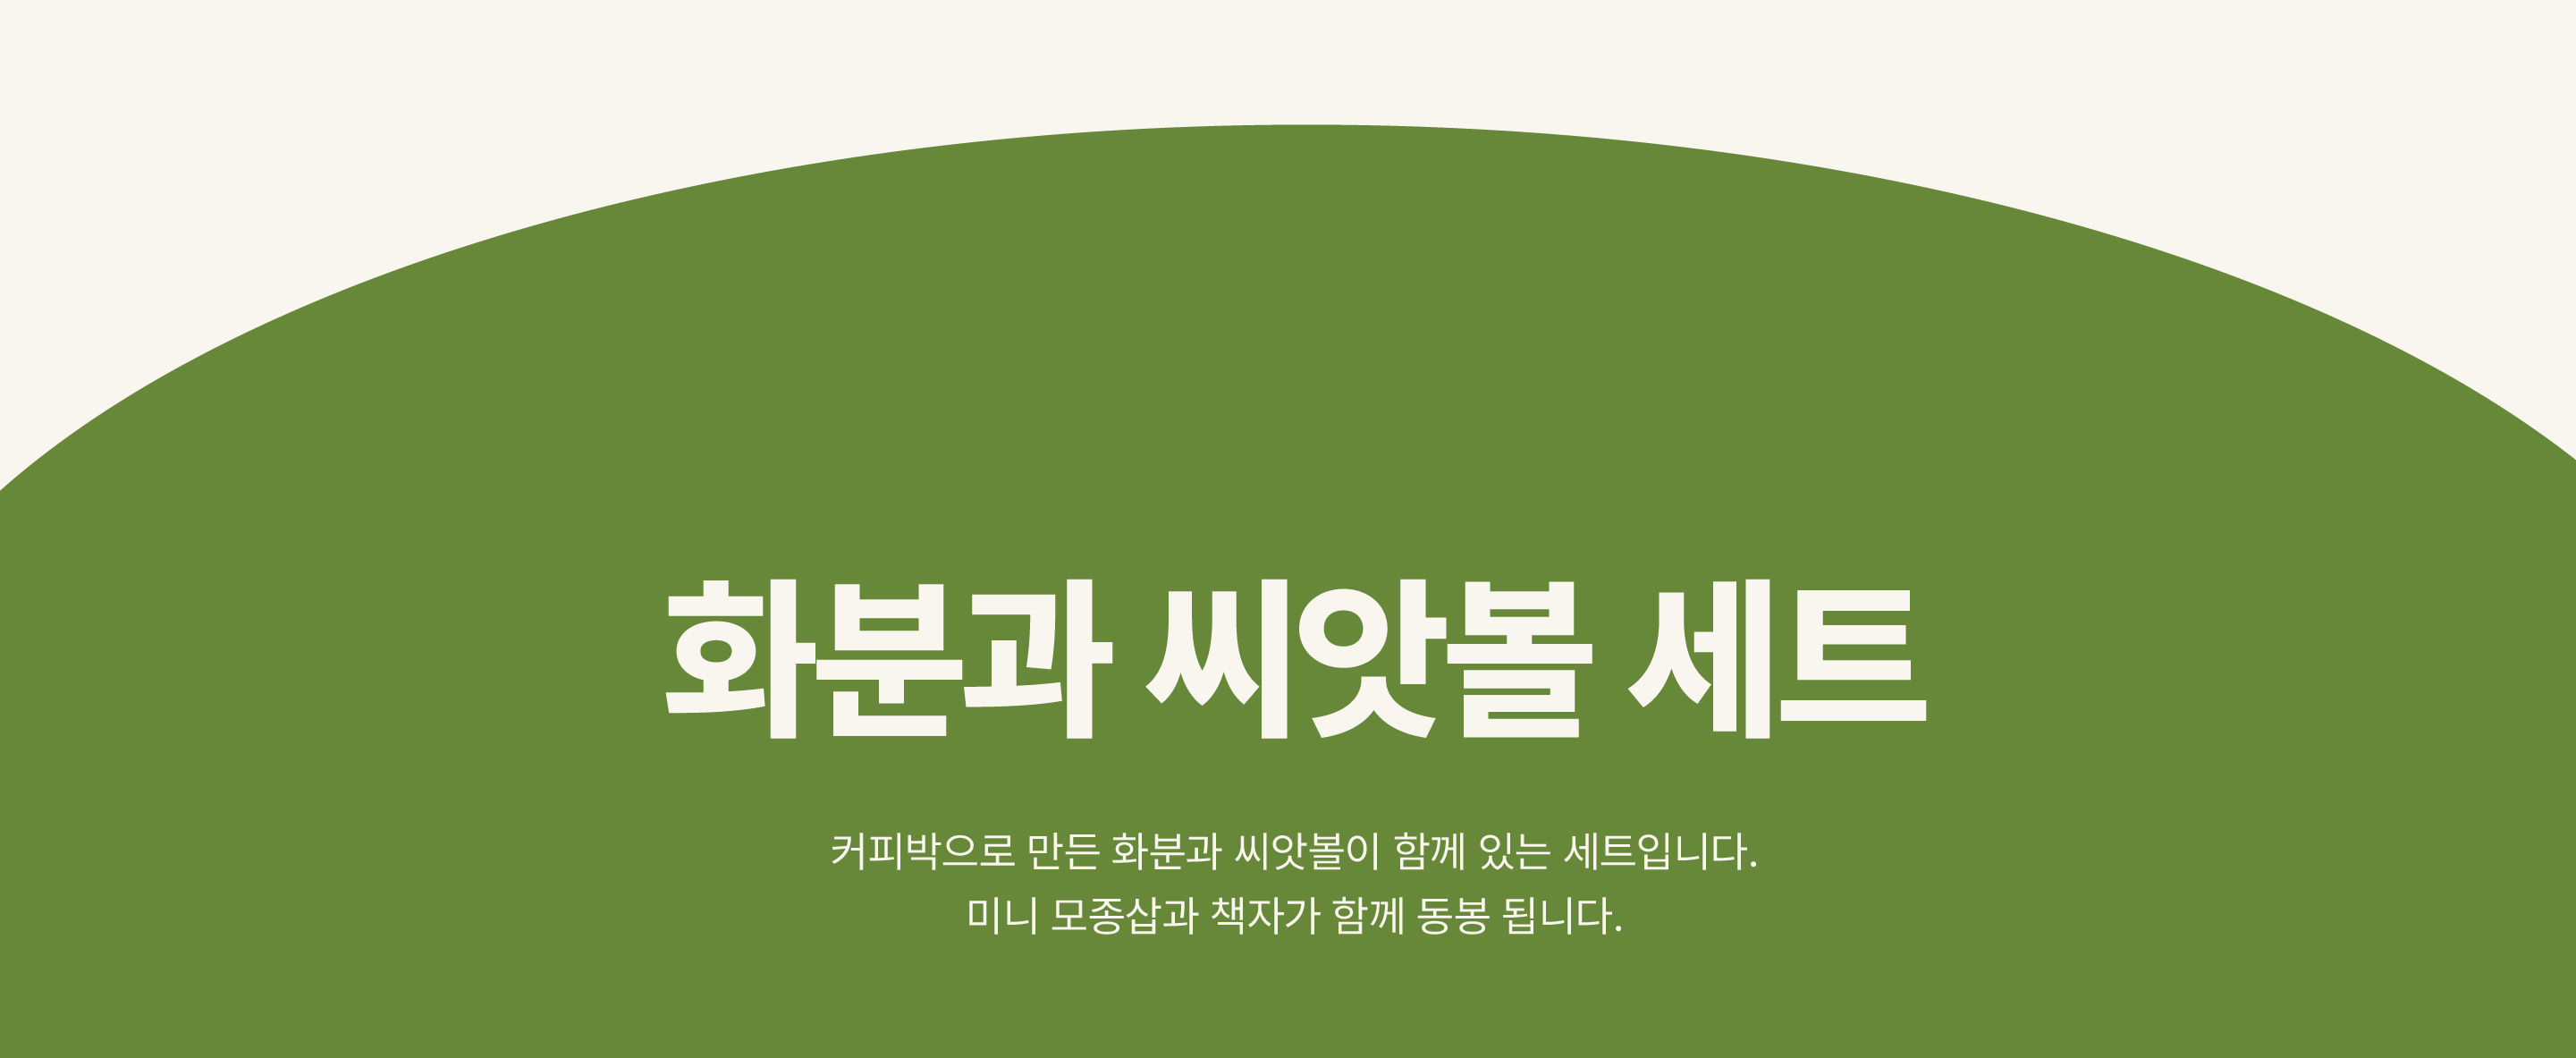 화분과 씨앗볼 세트
커피박으로 만든 화분과 씨앗볼이 함께 있는 세트입니다.
미니 모종삽과 책자가 함께 동봉 됩니다.